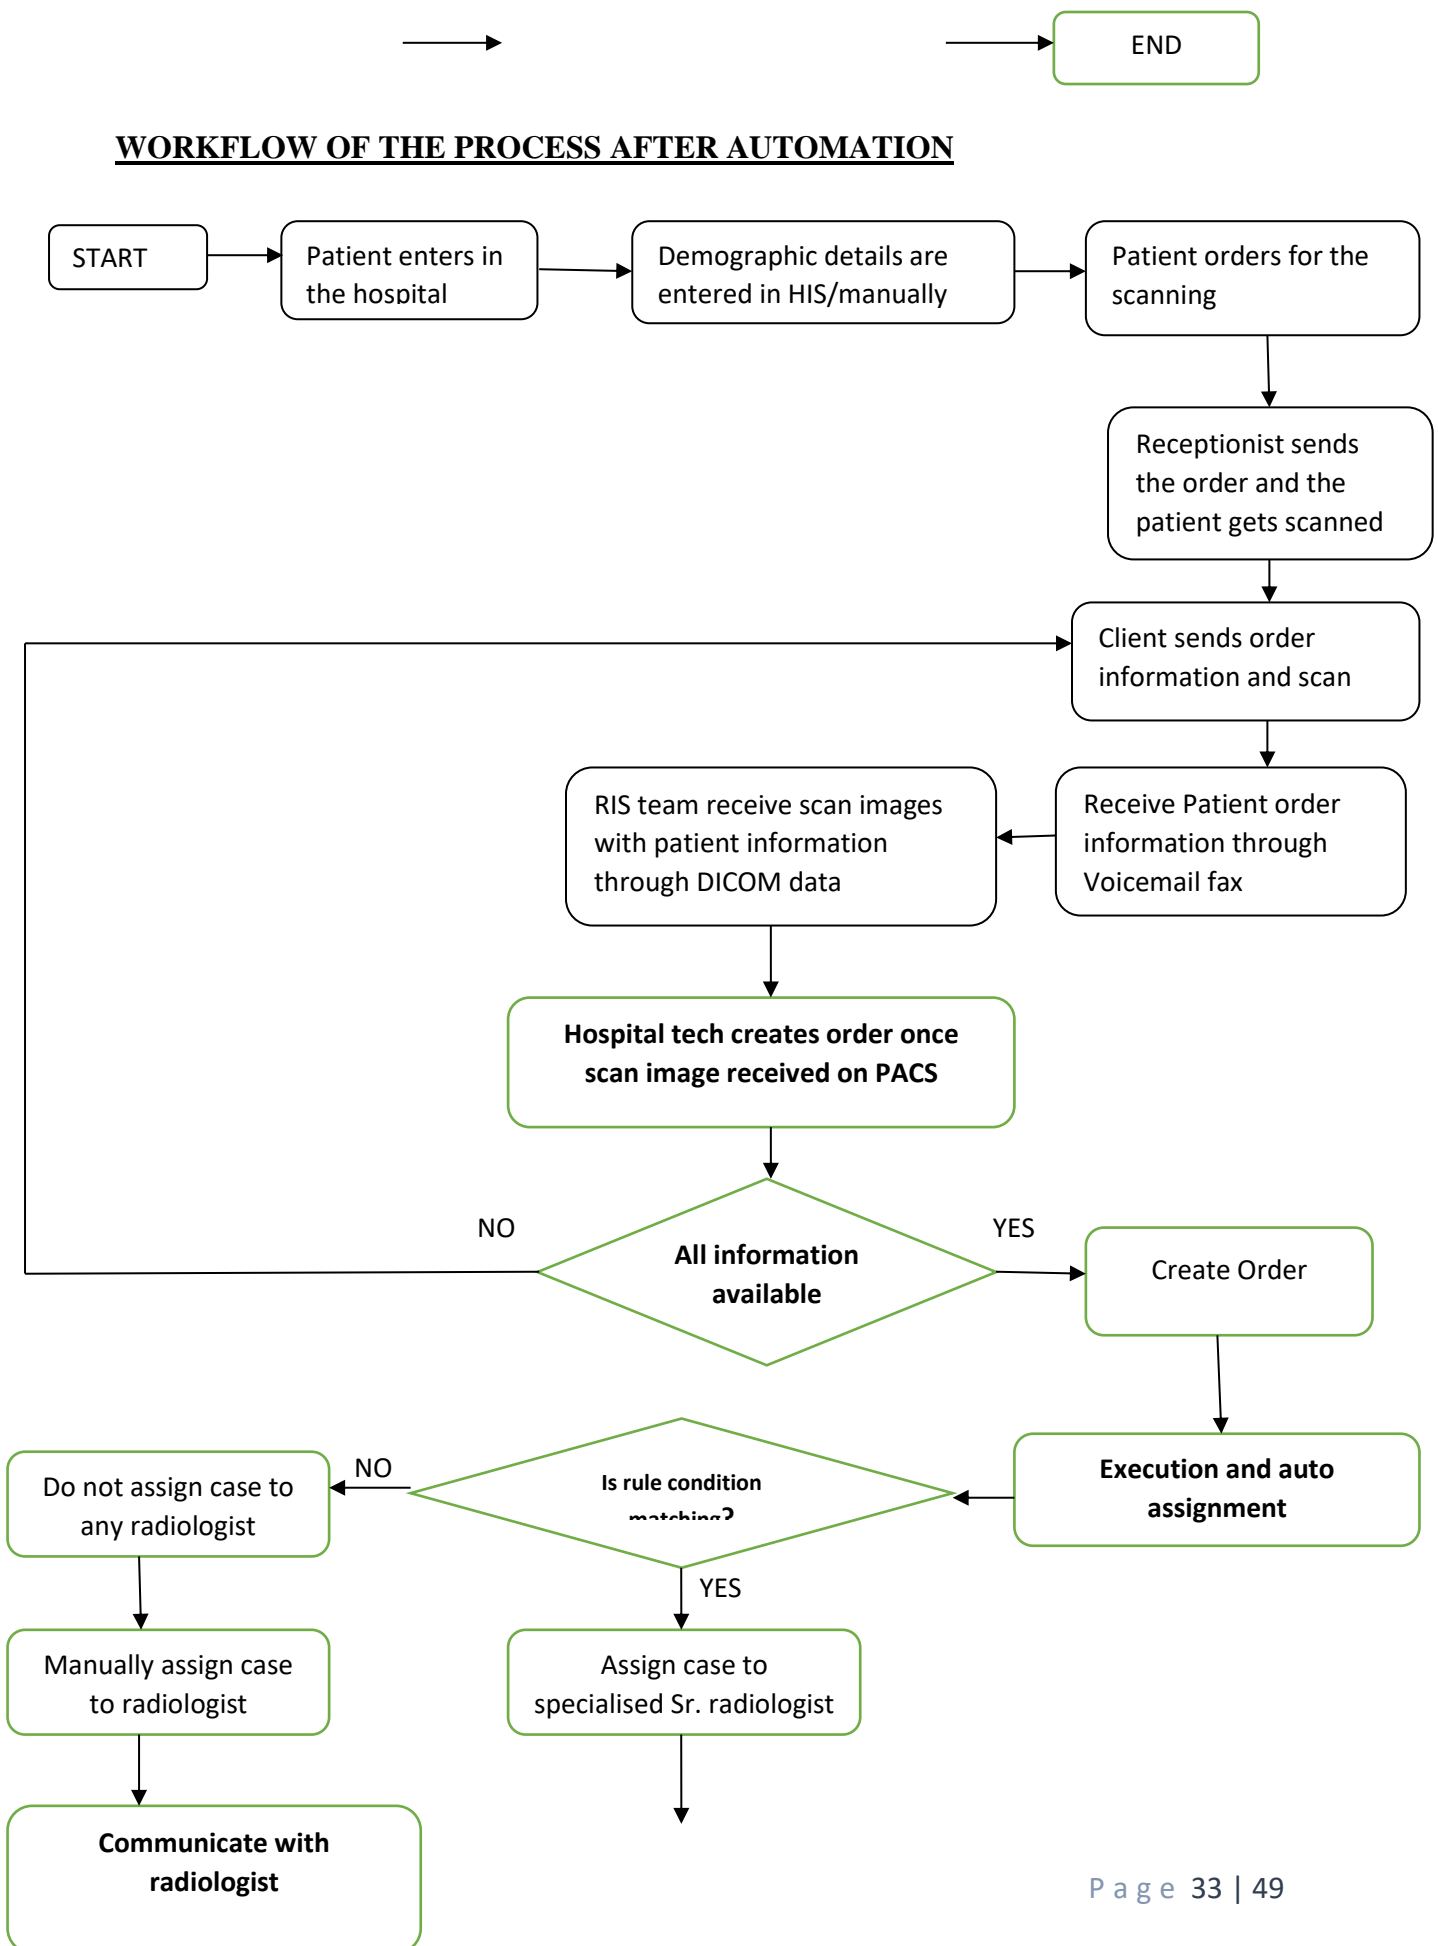 END
WORKFLOW OF THE PROCESS AFTER AUTOMATION
START
Patient enters in
the hospital
Demographic details are
entered in HIS/manually
Patient orders for the
scanning
Receptionist sends
the order and the
patient gets scanned
Client sends order
information and scan
Receive Patient order
information through
Voicemail fax
RIS team receive scan images
with patient information
through DICOM data
Hospital tech creates order once
scan image received on PACS
NO
YES
All information
available
Create Order
Execution and auto
assignment
Is rule condition
matching?
NO
YES
Do not assign case to
any radiologist
Manually assign case
to radiologist
Assign case to
specialised Sr. radiologist
Communicate with
radiologist
Page 33 | 49